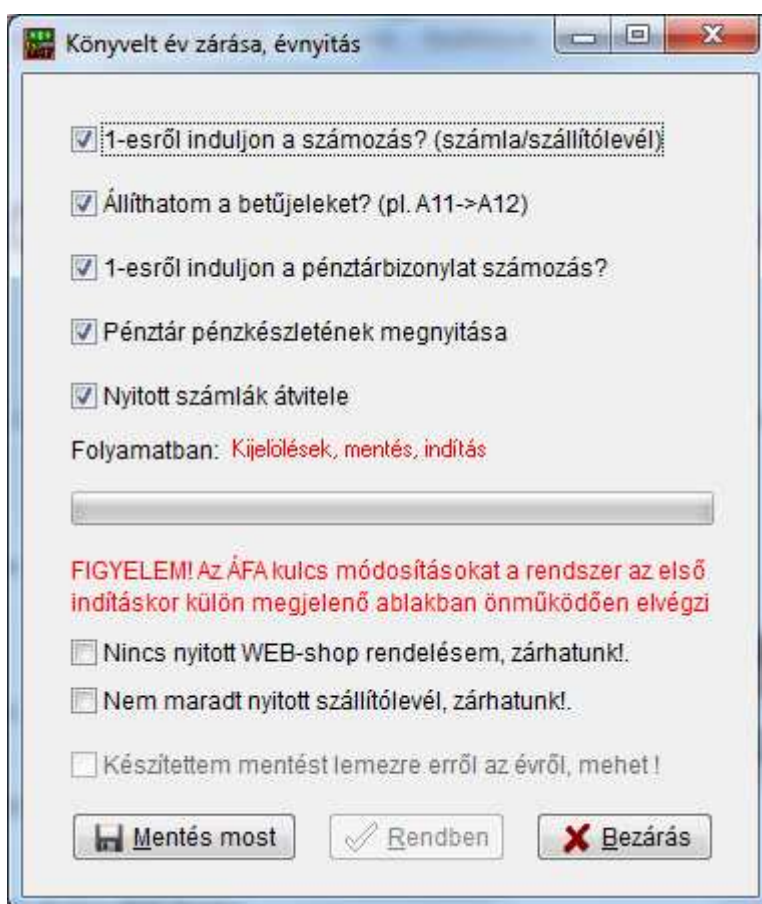 Könyvelt év zárása, évnyitás
1-esről induljon a számozás? (számla/szállítólevél)
Állíthatom a betűjeleket? (pl. A11->A12)
1-esről induljon a pénztárbizonylat számozás?
Pénztár pénzkészletének megnyitása
Nyitott számlák átvitele
Folyamatban: Kijelölések, mentés, indítás
FIGYELEM! Az ÁFA kulcs módosításokat a rendszer az első
indításkor külön megjelenő ablakban önműködően elvégzi
Nincs nyitott WEB-shop rendelésem, zárhatunk!.
Nem maradt nyitott szállítólevél, zárhatunk!.
Készítettem mentést lemezre erről az évről, mehet !
Mentés most Rendben Bezárás